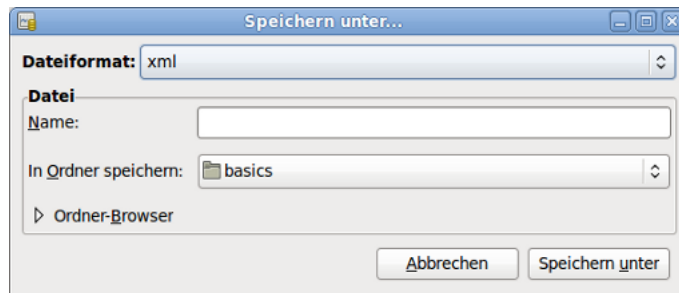 Speichern unter...
Dateiformat: xml
Datei
Name:
In Ordner speichern: basics
Ordner-Browser
Abbrechen Speichern unter